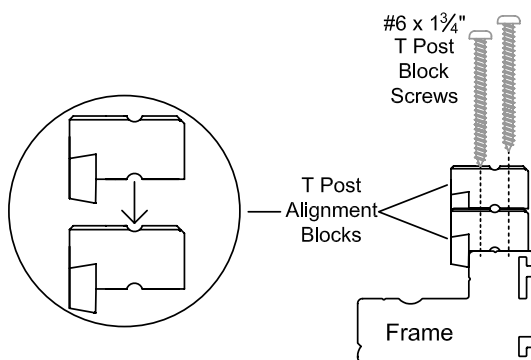 #6 x 1¾"
T Post
Block
Screws
T Post
Alignment
Blocks
Frame